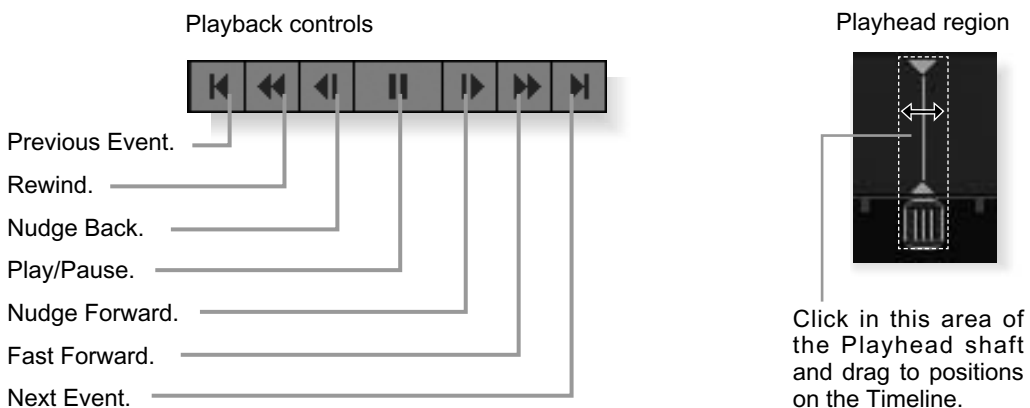 Playback controls
Previous Event.
Rewind.
Nudge Back.
Play/Pause.
Nudge Forward.
Fast Forward.
Next Event.
Playhead region
Click in this area of
the Playhead shaft
and drag to positions
on the Timeline.